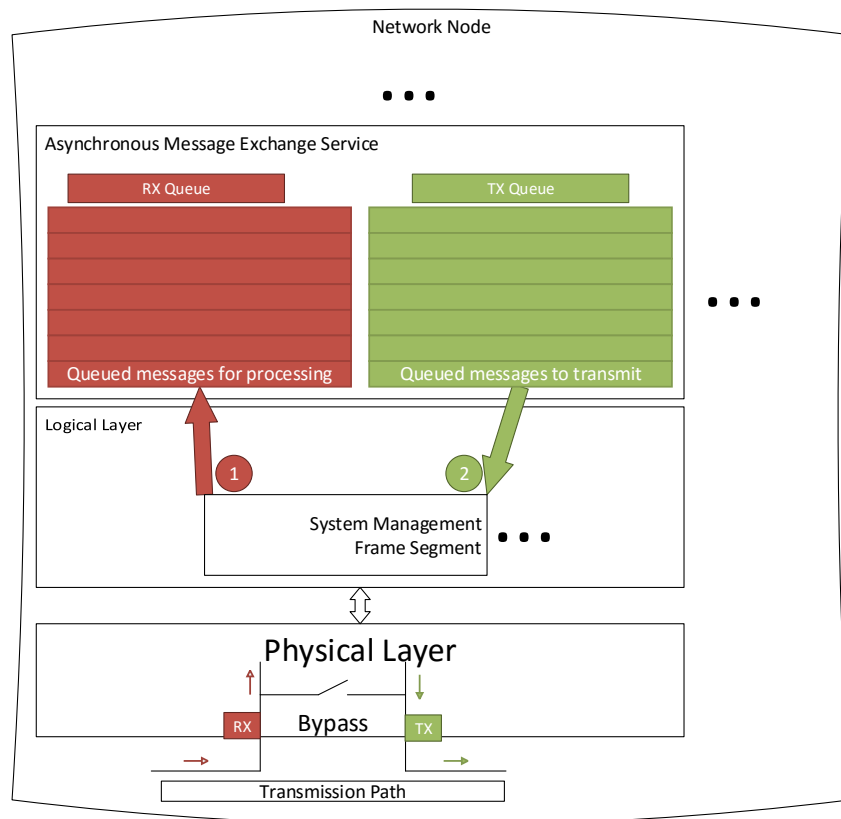 Network Node
Asynchronous Message Exchange Service
RX Queue
TX Queue
Queued messages for processing
Queued messages to transmit
Logical Layer
1
2
System Management
Frame Segment
Physical Layer
RX
Bypass
TX
Transmission Path